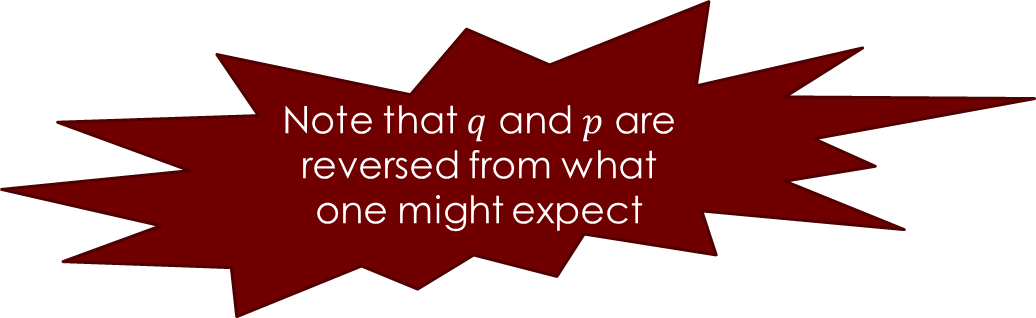 Note that q and p are
reversed from what
one might expect